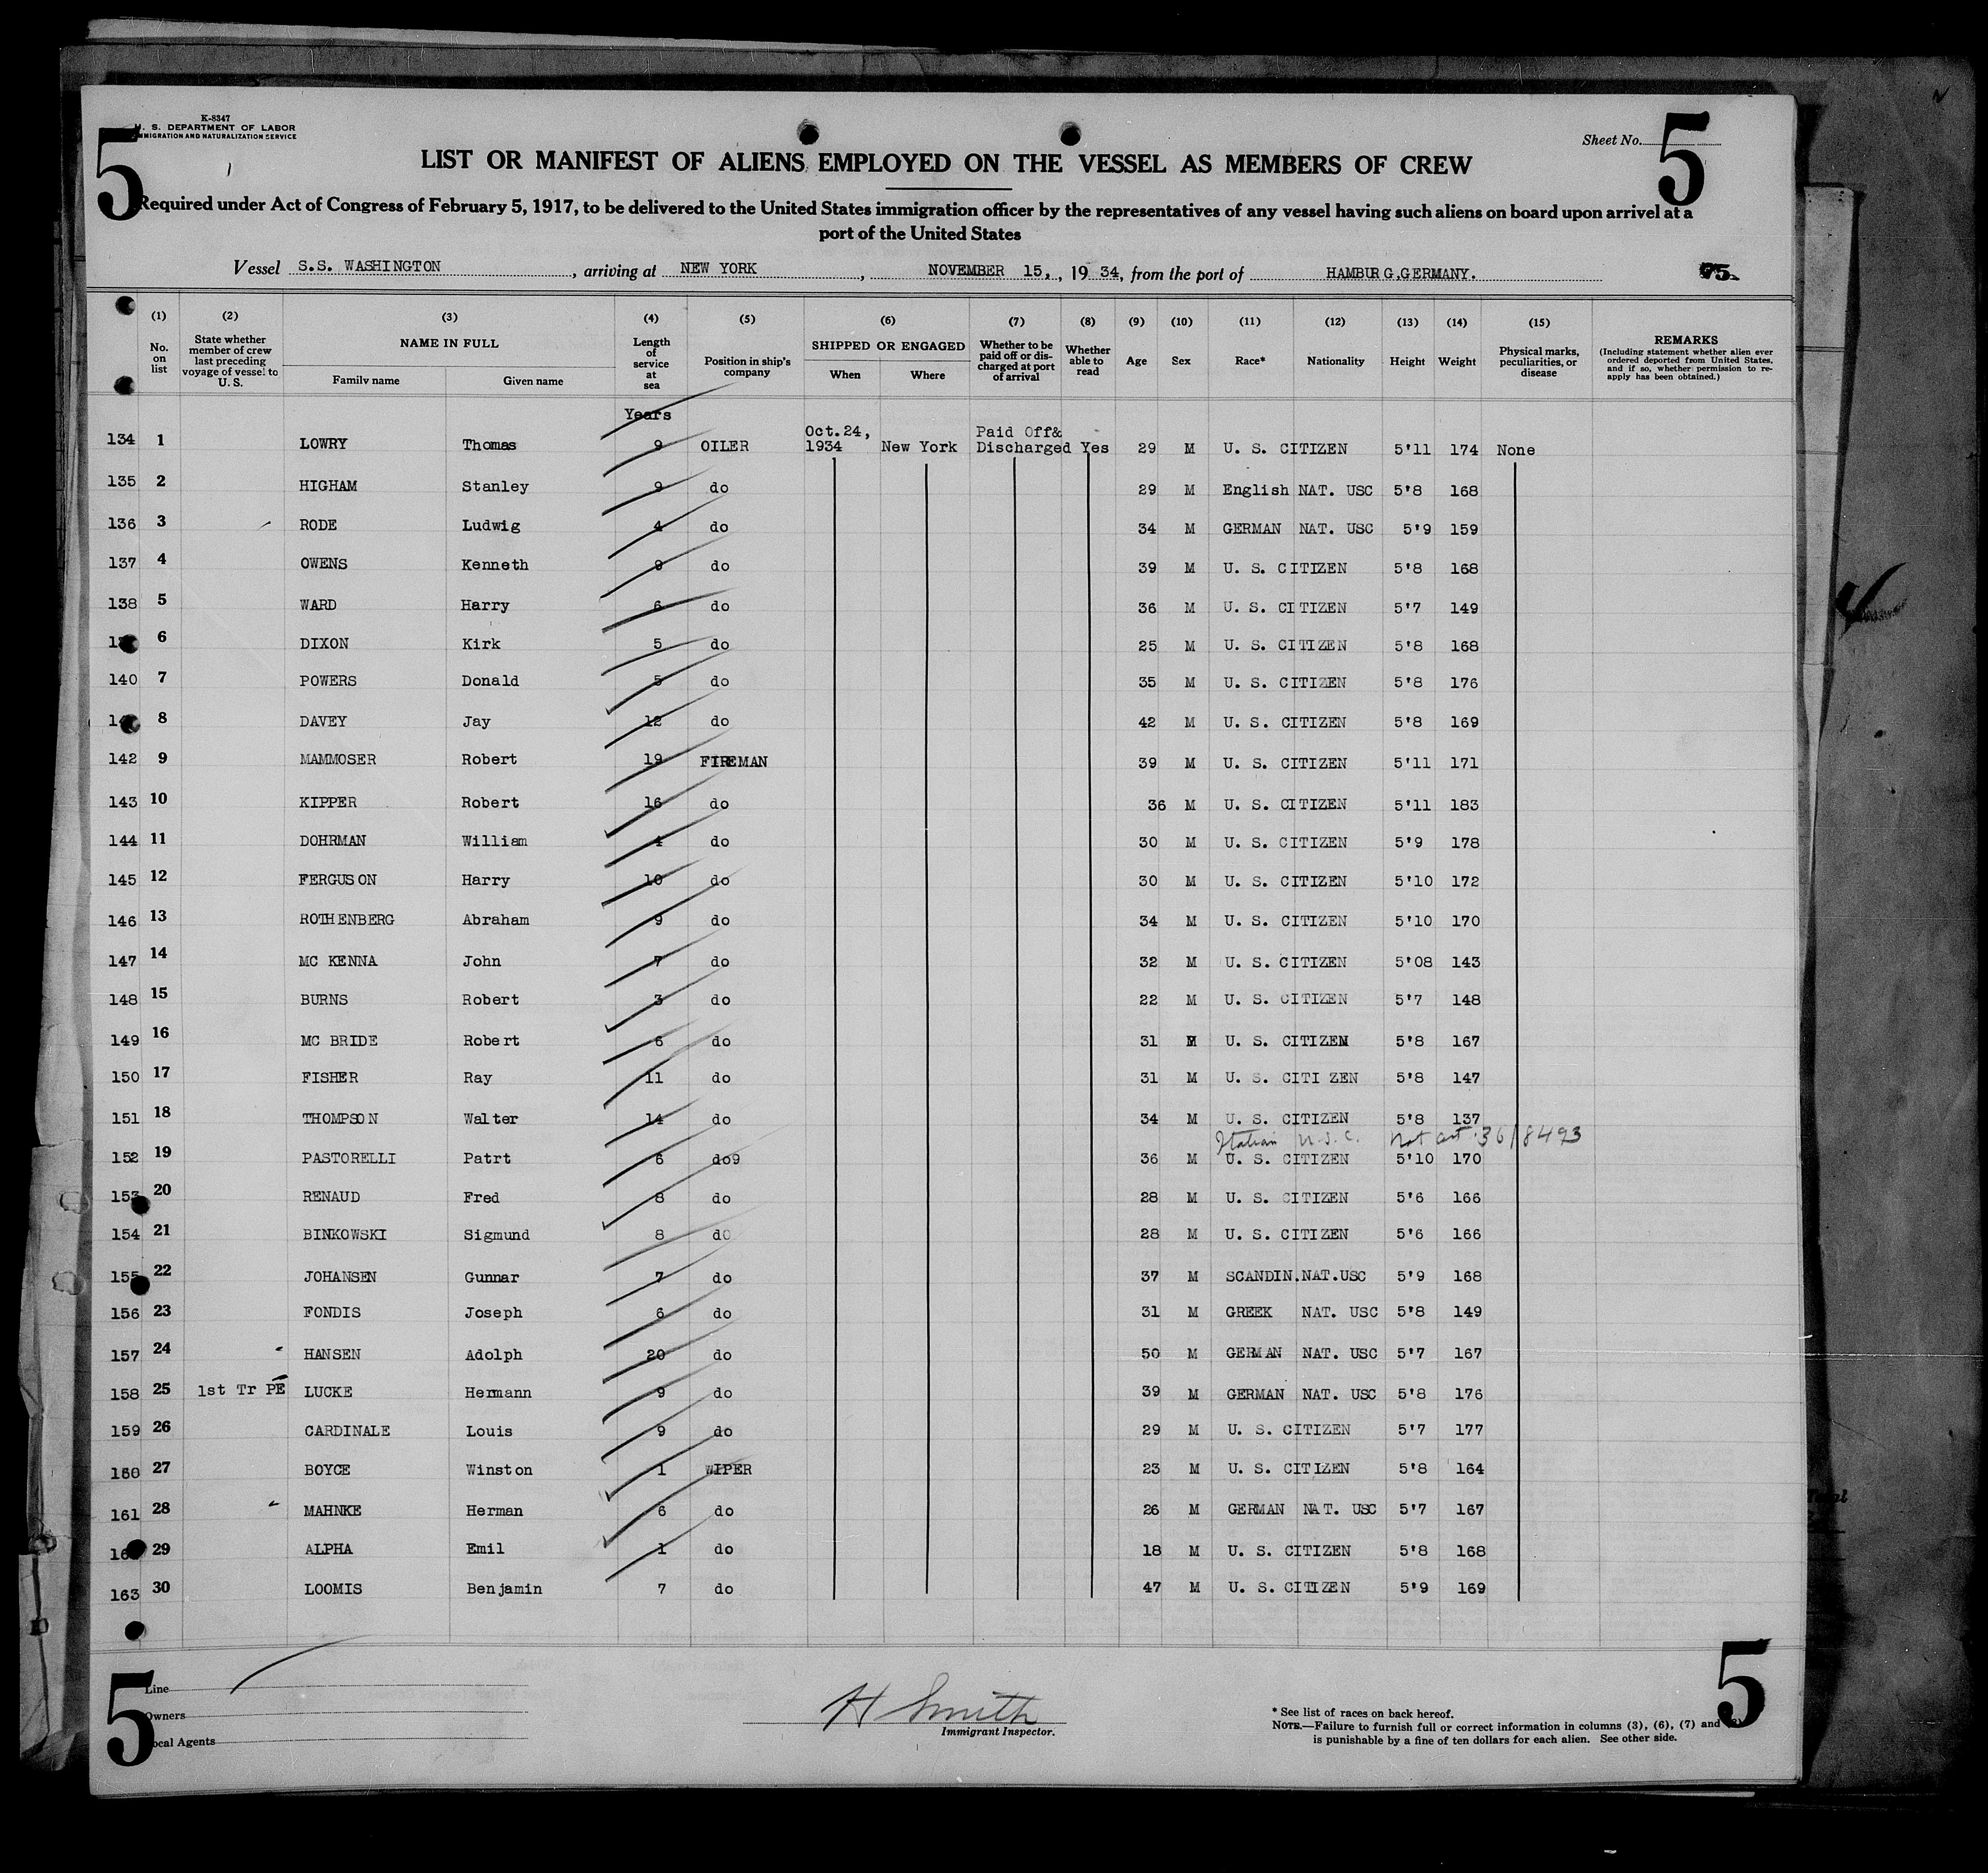 K-8347
U. S. DEPARTMENT OF LABOR
IMMIGRATION AND NATURALIZATION SERVICE
5
Sheet No. 5
LIST OR MANIFEST OF ALIENS EMPLOYED ON THE VESSEL AS MEMBERS OF CREW
Required under Act of Congress of February 5, 1917, to be delivered to the United States immigration officer by the representatives of any vessel having such aliens on board upon arrival at a
port of the United States
Vessel S.S. WASHINGTON, arriving at NEW YORK, NOVEMBER 15,, 1934, from the port of HAMBURG,GERMANY. 75.
(1) No. on list
(2) State whether member of crew last preceding voyage of vessel to U. S.
(3) NAME IN FULL Family name Given name
(4) Length of service at sea
(5) Position in ship's company
(6) SHIPPED OR ENGAGED When Where
(7) Whether to be paid off or discharged at port of arrival
(8) Whether able to read
(9) Age
(10) Sex
(11) Race*
(12) Nationality
(13) Height
(14) Weight
(15) Physical marks, peculiarities, or disease
REMARKS (Including statement whether alien ever ordered deported from United States, and if so, whether permission to re-apply has been obtained.)
Years
134 1 LOWRY Thomas 9 OILER Oct.24, 1934 New York Paid Off& Discharged Yes 29 M U. S. CITIZEN 5'11 174 None
135 2 HIGHAM Stanley 9 do 29 M English NAT. USC 5'8 168
136 3 RODE Ludwig 4 do 34 M GERMAN NAT. USC 5'9 159
137 4 OWENS Kenneth 9 do 39 M U. S. CITIZEN 5'8 168
138 5 WARD Harry 6 do 36 M U. S. CITIZEN 5'7 149
6 DIXON Kirk 5 do 25 M U. S. CITIZEN 5'8 168
140 7 POWERS Donald 5 do 35 M U. S. CITIZEN 5'8 176
8 DAVEY Jay 12 do 42 M U. S. CITIZEN 5'8 169
142 9 MAMMOSER Robert 19 FIREMAN 39 M U. S. CITIZEN 5'11 171
143 10 KIPPER Robert 16 do 36 M U. S. CITIZEN 5'11 183
144 11 DOHRMAN William 4 do 30 M U. S. CITIZEN 5'9 178
145 12 FERGUSON Harry 10 do 30 M U. S. CITIZEN 5'10 172
146 13 ROTHENBERG Abraham 9 do 34 M U. S. CITIZEN 5'10 170
147 14 MC KENNA John 7 do 32 M U. S. CITIZEN 5'08 143
148 15 BURNS Robert 3 do 22 M U. S. CITIZEN 5'7 148
149 16 MC BRIDE Robert 6 do 31 M U. S. CITIZEN 5'8 167
150 17 FISHER Ray 11 do 31 M U. S. CITIZEN 5'8 147
151 18 THOMPSON Walter 14 do 34 M U. S. CITIZEN 5'8 137
Italian U.S.C. Nat Cert 3618493
152 19 PASTORELLI Patrt 6 do9 36 M U. S. CITIZEN 5'10 170
153 20 RENAUD Fred 8 do 28 M U. S. CITIZEN 5'6 166
154 21 BINKOWSKI Sigmund 8 do 28 M U. S. CITIZEN 5'6 166
155 22 JOHANSEN Gunnar 7 do 37 M SCANDIN.NAT.USC 5'9 168
156 23 FONDIS Joseph 6 do 31 M GREEK NAT. USC 5'8 149
157 24 HANSEN Adolph 20 do 50 M GERMAN NAT. USC 5'7 167
158 25 1st Tr PE LUCKE Hermann 9 do 39 M GERMAN NAT. USC 5'8 176
159 26 CARDINALE Louis 9 do 29 M U. S. CITIZEN 5'7 177
160 27 BOYCE Winston 1 WIPER 23 M U. S. CITIZEN 5'8 164
161 28 MAHNKE Herman 6 do 26 M GERMAN NAT. USC 5'7 167
29 ALPHA Emil 1 do 18 M U. S. CITIZEN 5'8 168
163 30 LOOMIS Benjamin 7 do 47 M U. S. CITIZEN 5'9 169
5
5
Line
Owners
Local Agents
H Smith
Immigrant Inspector.
* See list of races on back hereof.
NOTE.—Failure to furnish full or correct information in columns (3), (6), (7) and
is punishable by a fine of ten dollars for each alien. See other side.